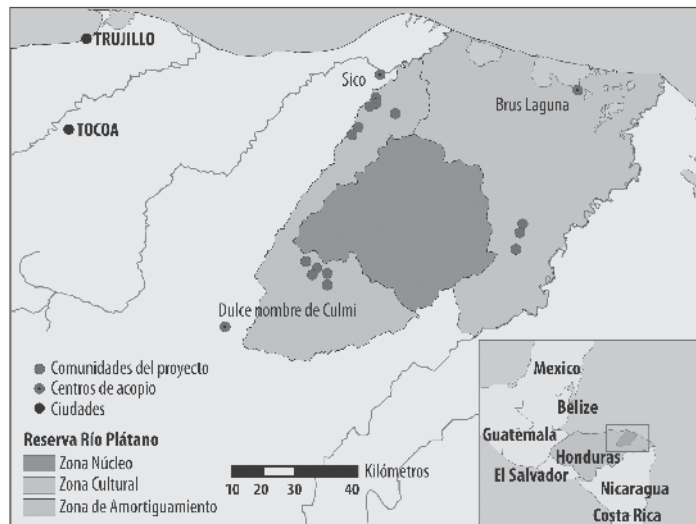 TRUJILLO
Sico
Brus Laguna
TOCOA
Dulce nombre de Culmi
Comunidades del proyecto
Centros de acopio
Ciudades
Reserva Río Plátano
Zona Núcleo
Zona Cultural
Zona de Amortiguamiento
Kilómetros
10 20 30 40
Mexico
Belize
Guatemala
Honduras
El Salvador
Nicaragua
Costa Rica